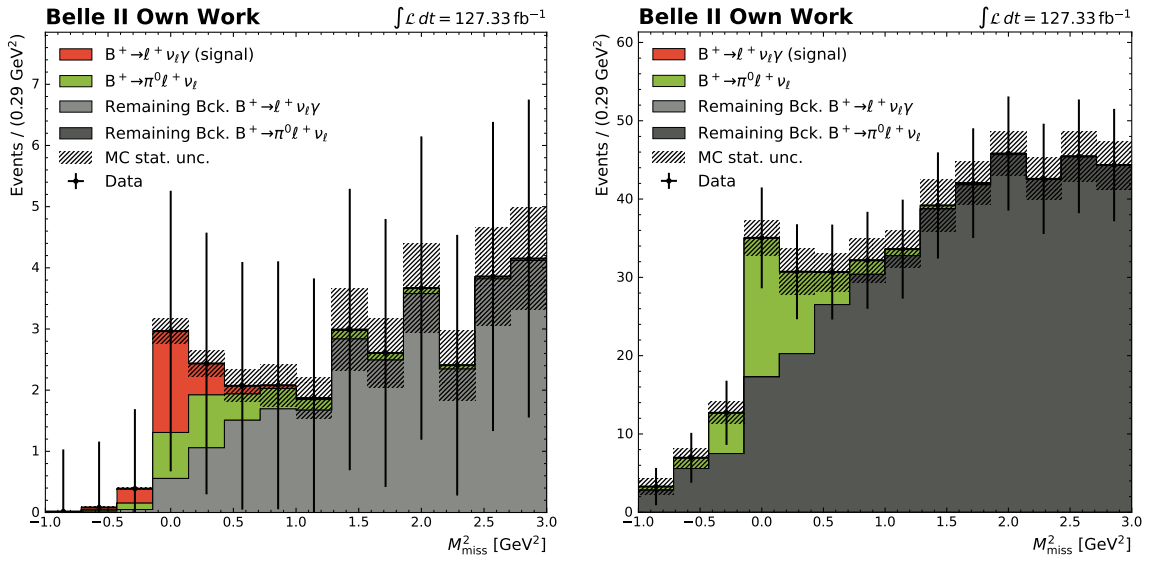 Belle II Own Work
∫ℒ dt = 127.33 fb⁻¹
Events / (0.29 GeV²)
7
6
5
4
3
2
1
0
B⁺→ℓ⁺νℓγ (signal)
B⁺→π⁰ℓ⁺νℓ
Remaining Bck. B⁺→ℓ⁺νℓγ
Remaining Bck. B⁺→π⁰ℓ⁺νℓ
MC stat. unc.
Data
−1.0 −0.5 0.0 0.5 1.0 1.5 2.0 2.5 3.0
M²miss [GeV²]
Belle II Own Work
∫ℒ dt = 127.33 fb⁻¹
Events / (0.29 GeV²)
60
50
40
30
20
10
0
B⁺→ℓ⁺νℓγ (signal)
B⁺→π⁰ℓ⁺νℓ
Remaining Bck. B⁺→ℓ⁺νℓγ
Remaining Bck. B⁺→π⁰ℓ⁺νℓ
MC stat. unc.
Data
−1.0 −0.5 0.0 0.5 1.0 1.5 2.0 2.5 3.0
M²miss [GeV²]